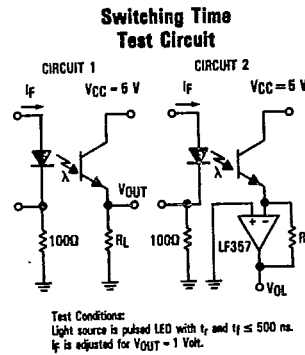 Switching Time
Test Circuit
CIRCUIT 1
CIRCUIT 2
IF
VCC = 5 V
IF
VCC = 5 V
λ
λ
VOUT
100Ω
RL
100Ω
LF357
R
VOL
Test Conditions:
Light source is pulsed LED with tr and tf ≤ 500 ns.
IF is adjusted for VOUT = 1 Volt.